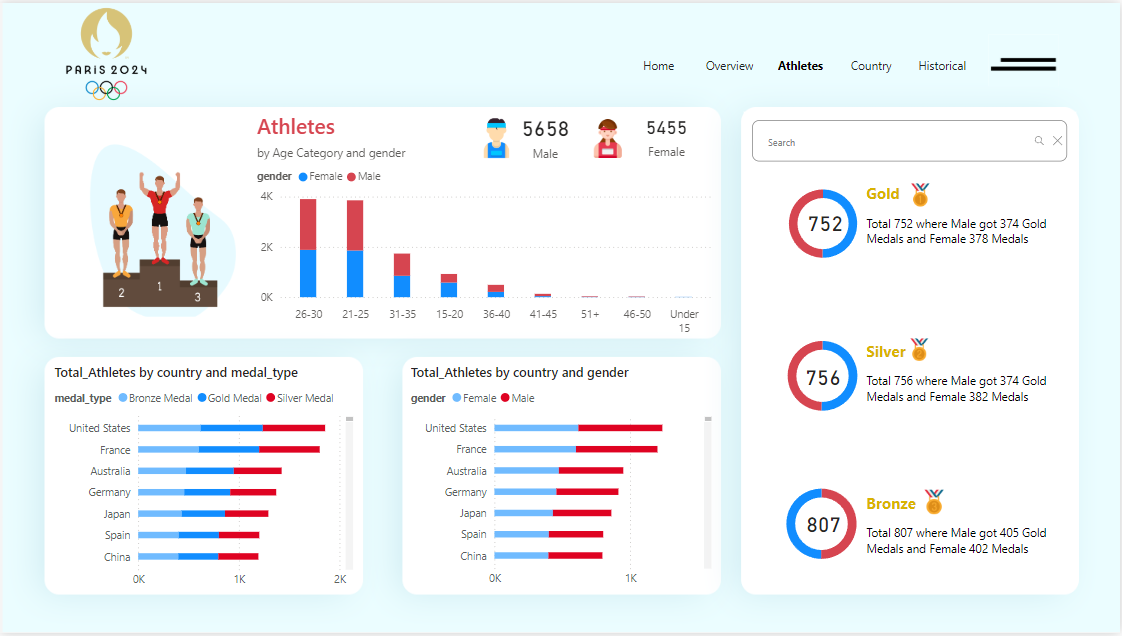 PARIS 2024
Home Overview Athletes Country Historical
Athletes
by Age Category and gender
5658
Male
5455
Female
gender Female Male
4K
2K
0K
26-30 21-25 31-35 15-20 36-40 41-45 51+ 46-50 Under
15
2 1 3
Search
752
Gold
Total 752 where Male got 374 Gold
Medals and Female 378 Medals
756
Silver
Total 756 where Male got 374 Gold
Medals and Female 382 Medals
807
Bronze
Total 807 where Male got 405 Gold
Medals and Female 402 Medals
Total_Athletes by country and medal_type
medal_type Bronze Medal Gold Medal Silver Medal
United States
France
Australia
Germany
Japan
Spain
China
0K 1K 2K
Total_Athletes by country and gender
gender Female Male
United States
France
Australia
Germany
Japan
Spain
China
0K 1K